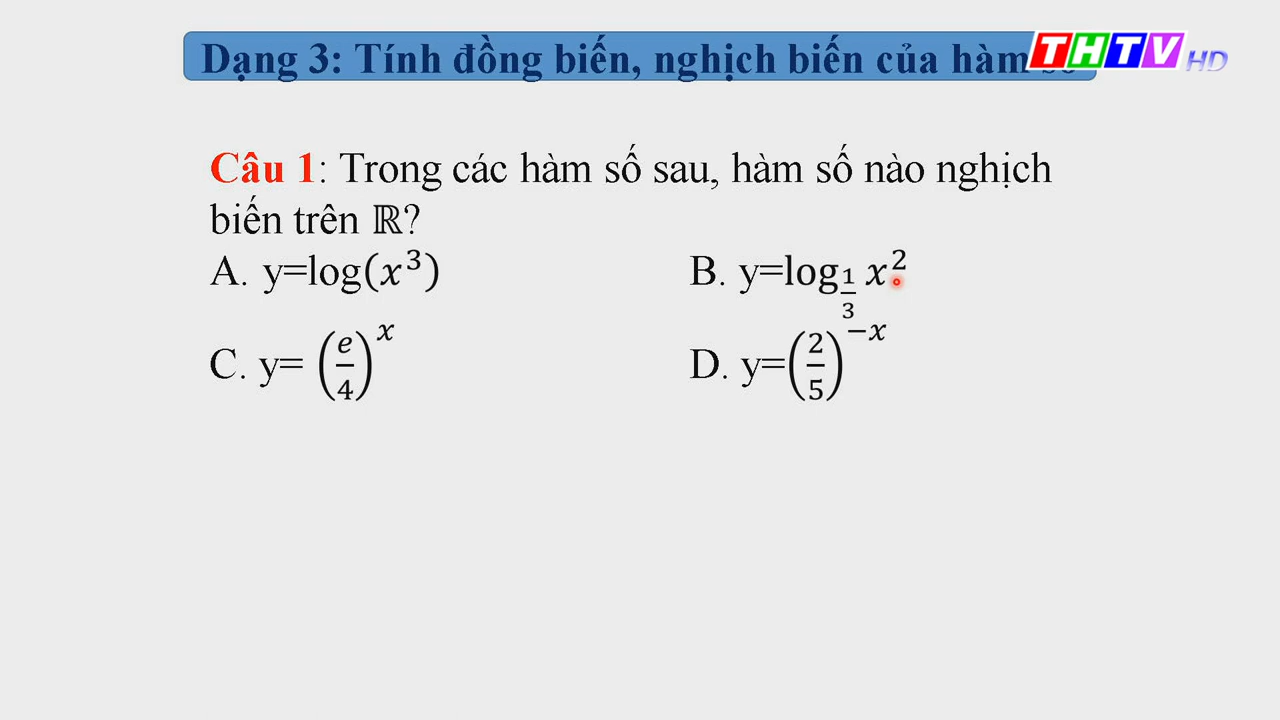 Dạng 3: Tính đồng biến, nghịch biến của hàm số
THTV HD
Câu 1: Trong các hàm số sau, hàm số nào nghịch
biến trên ℝ?
A. y=log(x³) B. y=log_{1/3} x²
C. y= (e/4)^x D. y=(2/5)^{−x}